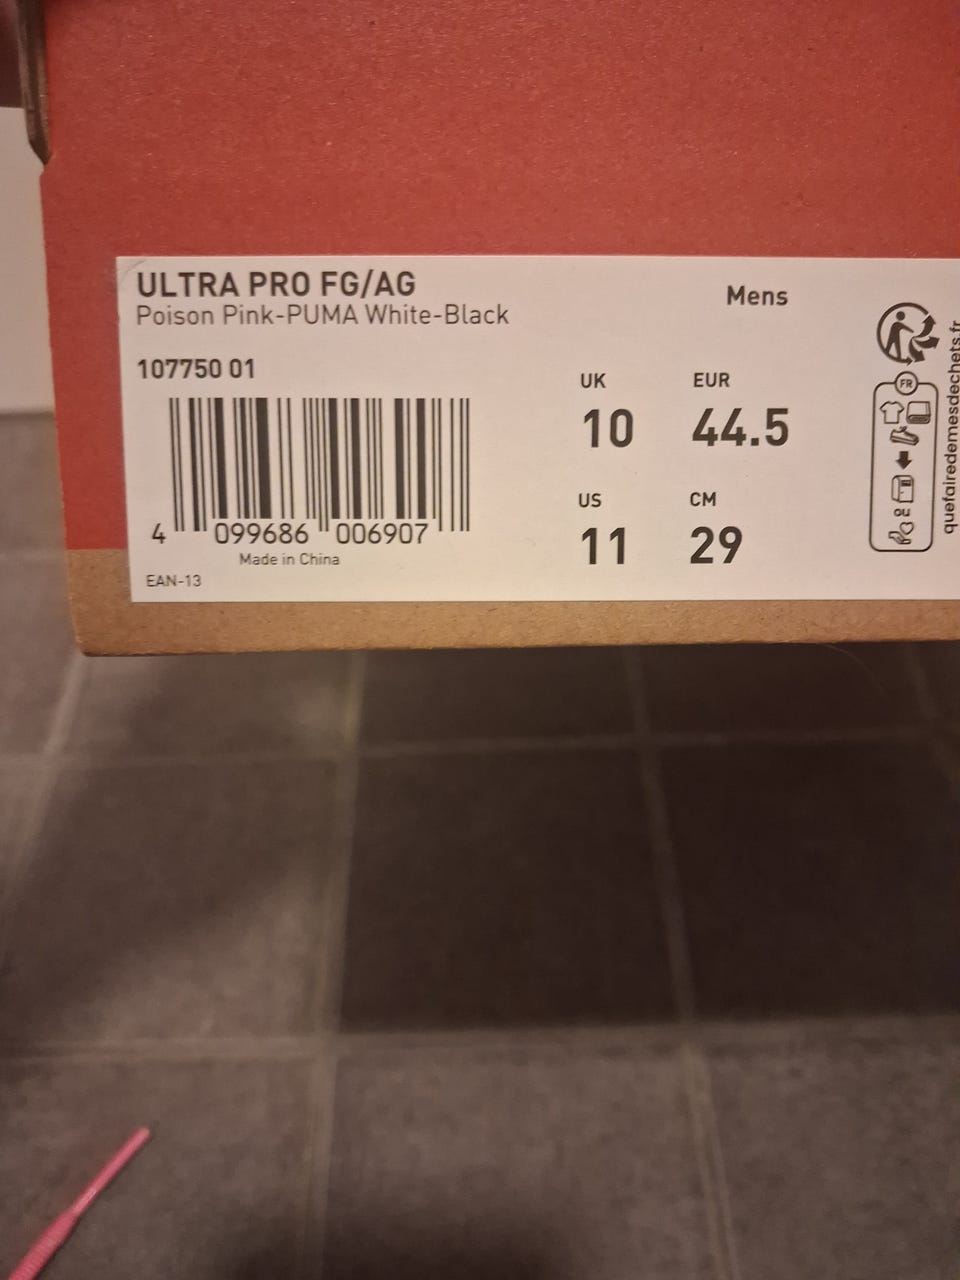 ULTRA PRO FG/AG
Poison Pink-PUMA White-Black
Mens
107750 01
UK
EUR
10
44.5
US
CM
11
29
4 099686 006907
Made in China
EAN-13
FR
OU
quefairedemesdechets.fr